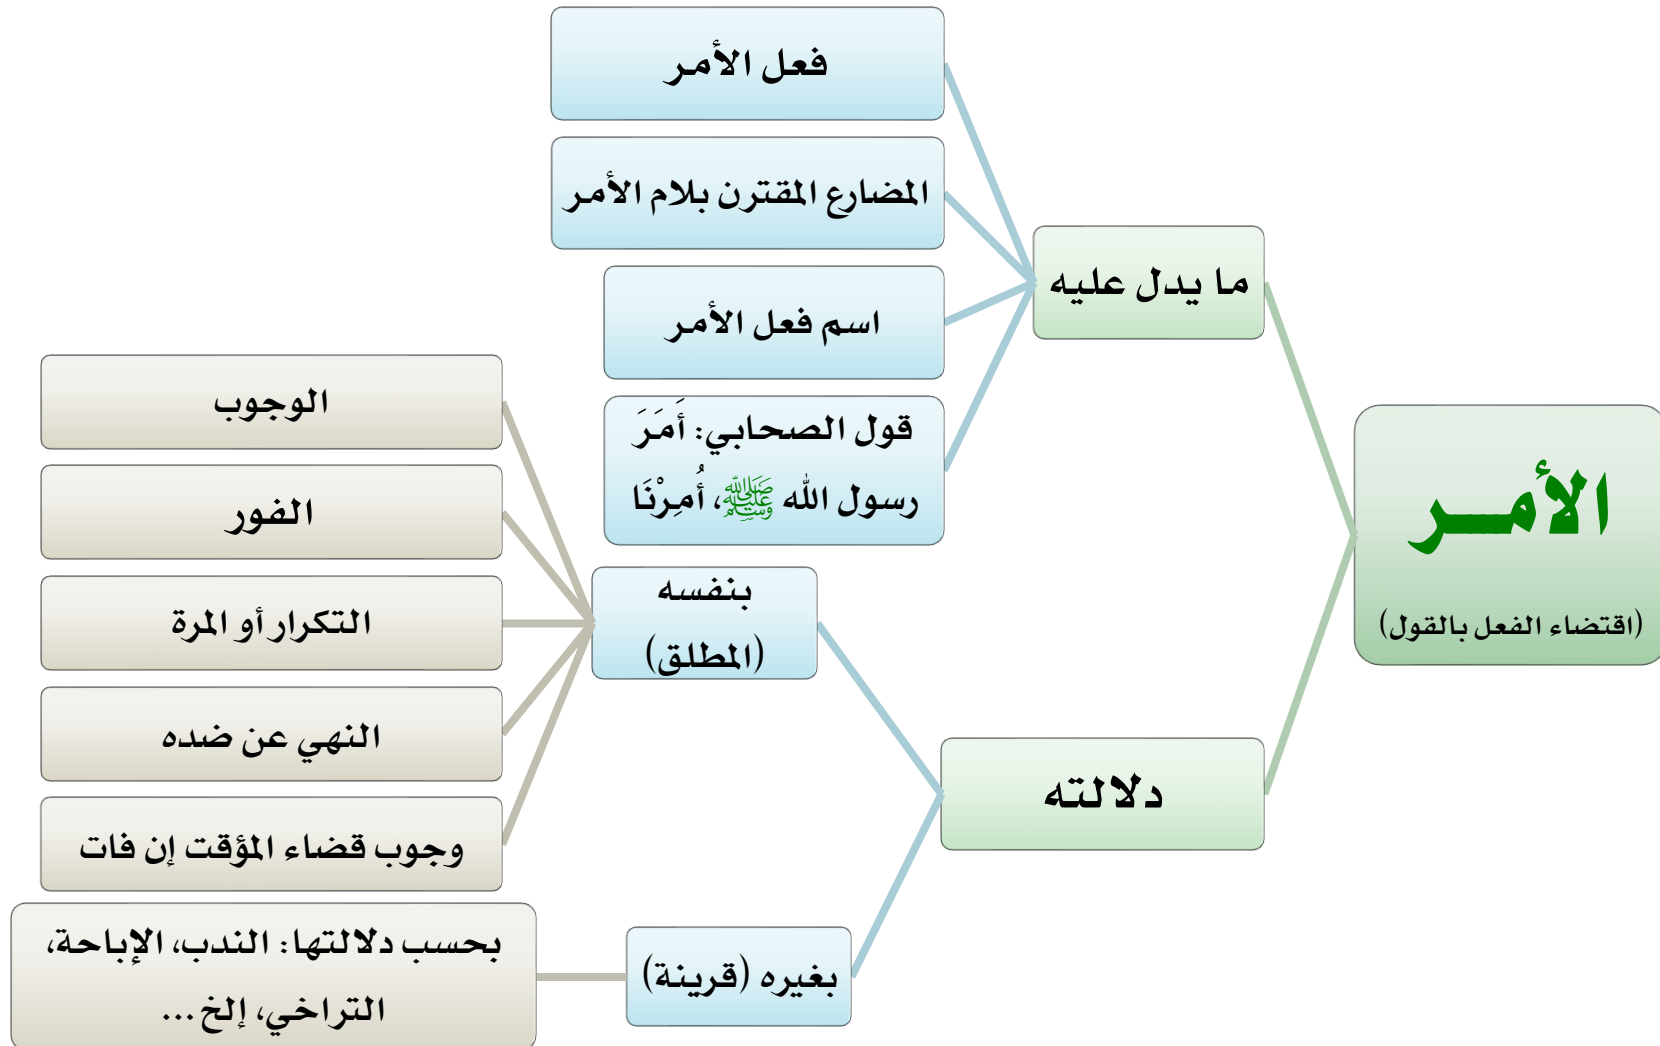 الأمر
(اقتضاء الفعل بالقول)
ما يدل عليه
فعل الأمر
المضارع المقترن بلام الأمر
اسم فعل الأمر
قول الصحابي: أَمَرَ
رسول الله ﷺ، أُمِرْنَا
دلالته
بنفسه
(المطلق)
الوجوب
الفور
التكرار أو المرة
النهي عن ضده
وجوب قضاء المؤقت إن فات
بغيره (قرينة)
بحسب دلالتها: الندب، الإباحة،
التراخي، إلخ...